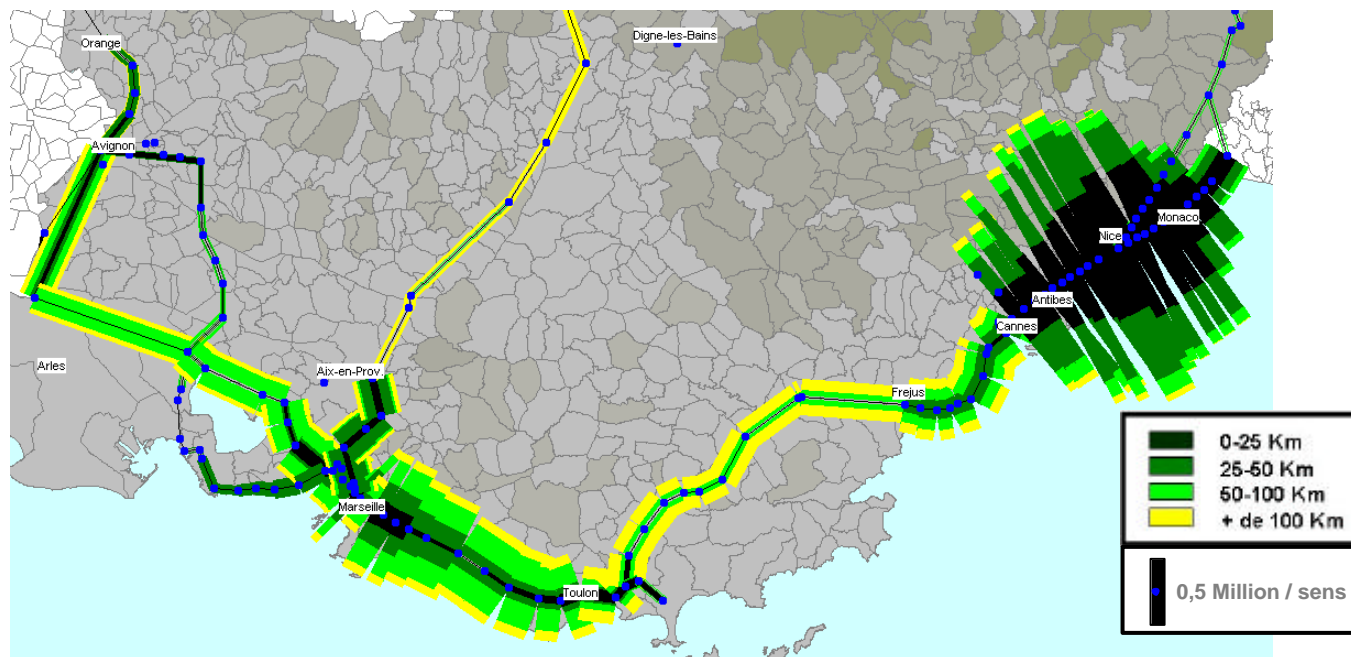 Orange
Digne-les-Bains
Avignon
Monaco
Nice
Antibes
Cannes
Arles
Aix-en-Prov.
Frejus
Marseille
Toulon
0-25 Km
25-50 Km
50-100 Km
+ de 100 Km
0,5 Million / sens